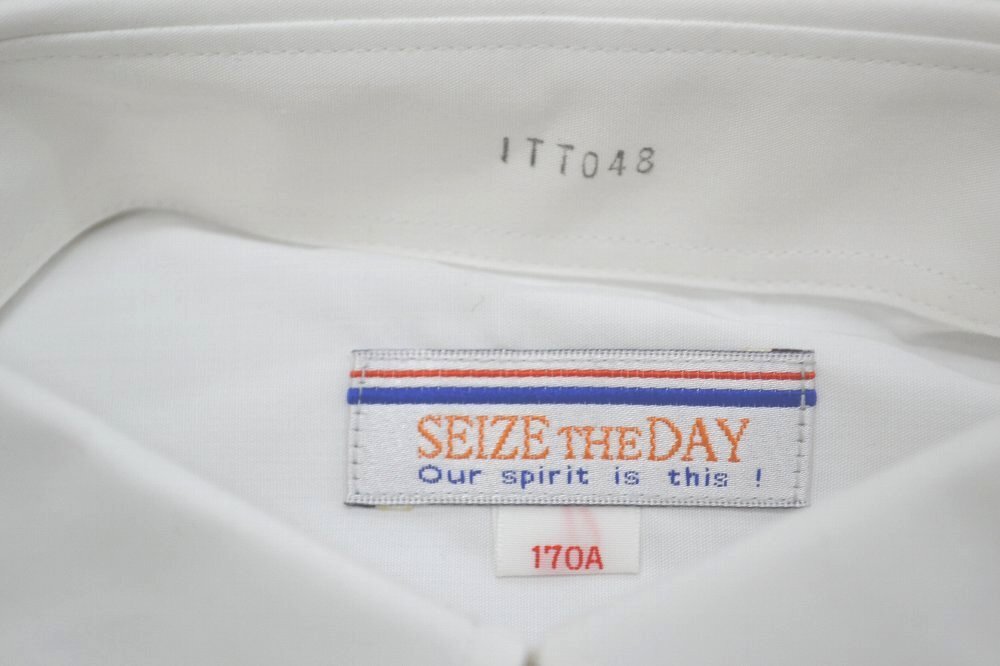 ITT048
SEIZE THE DAY
Our spirit is this !
170A